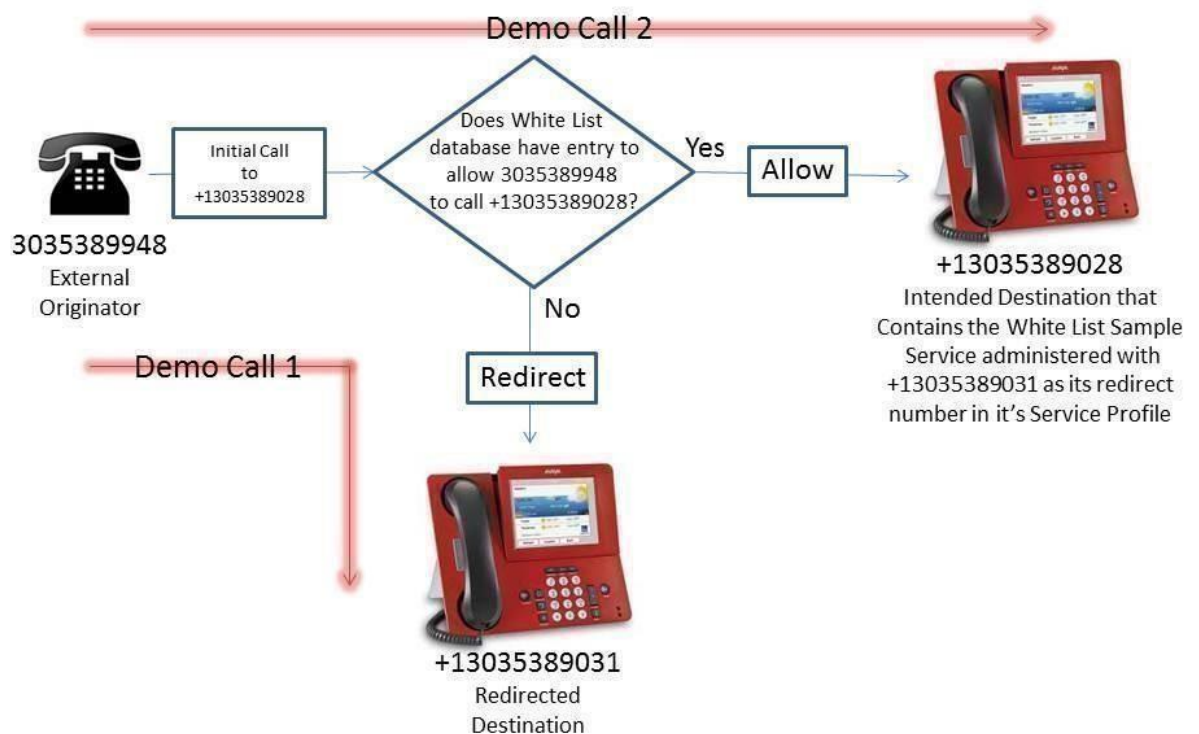 Demo Call 2
Does White List
database have entry to
allow 3035389948
to call +13035389028?
Initial Call
to
+13035389028
Yes
Allow
3035389948
External
Originator
+13035389028
Intended Destination that
Contains the White List Sample
Service administered with
+13035389031 as its redirect
number in it's Service Profile
No
Demo Call 1
Redirect
+13035389031
Redirected
Destination